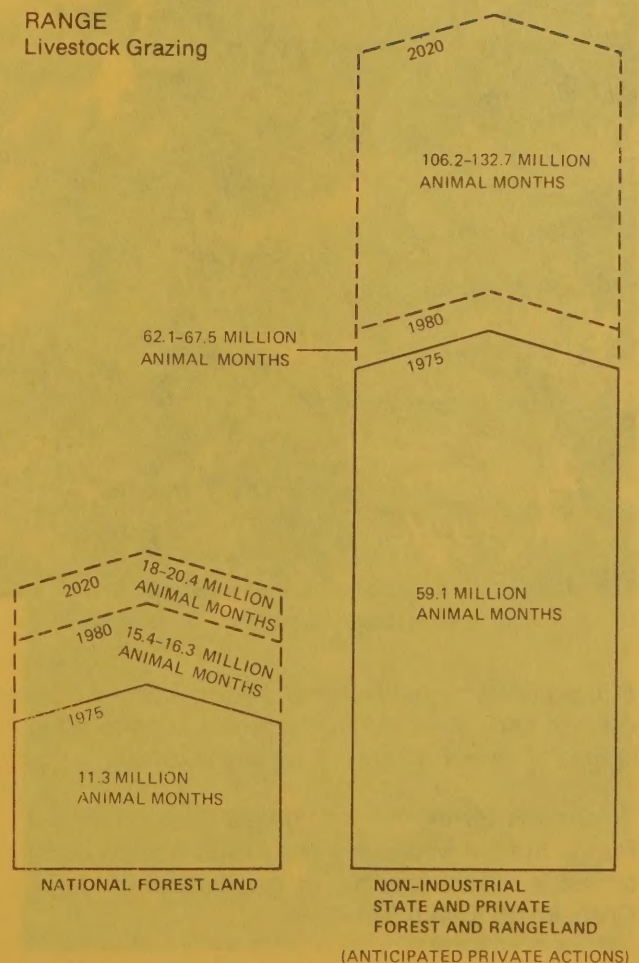 RANGE
Livestock Grazing
2020
106.2-132.7 MILLION
ANIMAL MONTHS
1980
62.1-67.5 MILLION
ANIMAL MONTHS
1975
59.1 MILLION
ANIMAL MONTHS
2020
18-20.4 MILLION
ANIMAL MONTHS
1980
15.4-16.3 MILLION
ANIMAL MONTHS
1975
11.3 MILLION
ANIMAL MONTHS
NATIONAL FOREST LAND
NON-INDUSTRIAL
STATE AND PRIVATE
FOREST AND RANGELAND
(ANTICIPATED PRIVATE ACTIONS)